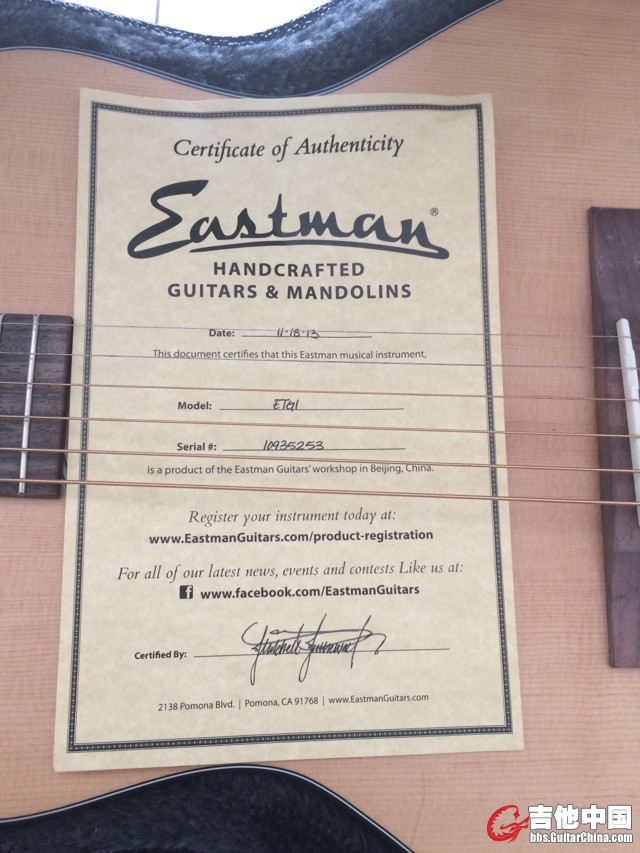 Certificate of Authenticity
Eastman®
HANDCRAFTED
GUITARS & MANDOLINS
Date: 11-18-13
This document certifies that this Eastman musical instrument,
Model: ETG1
Serial #: 10935253
is a product of the Eastman Guitars' workshop in Beijing, China.
Register your instrument today at:
www.EastmanGuitars.com/product-registration
For all of our latest news, events and contests Like us at:
f www.facebook.com/EastmanGuitars
Certified By:
2138 Pomona Blvd. | Pomona, CA 91768 | www.EastmanGuitars.com
吉他中国
bbs.GuitarChina.com